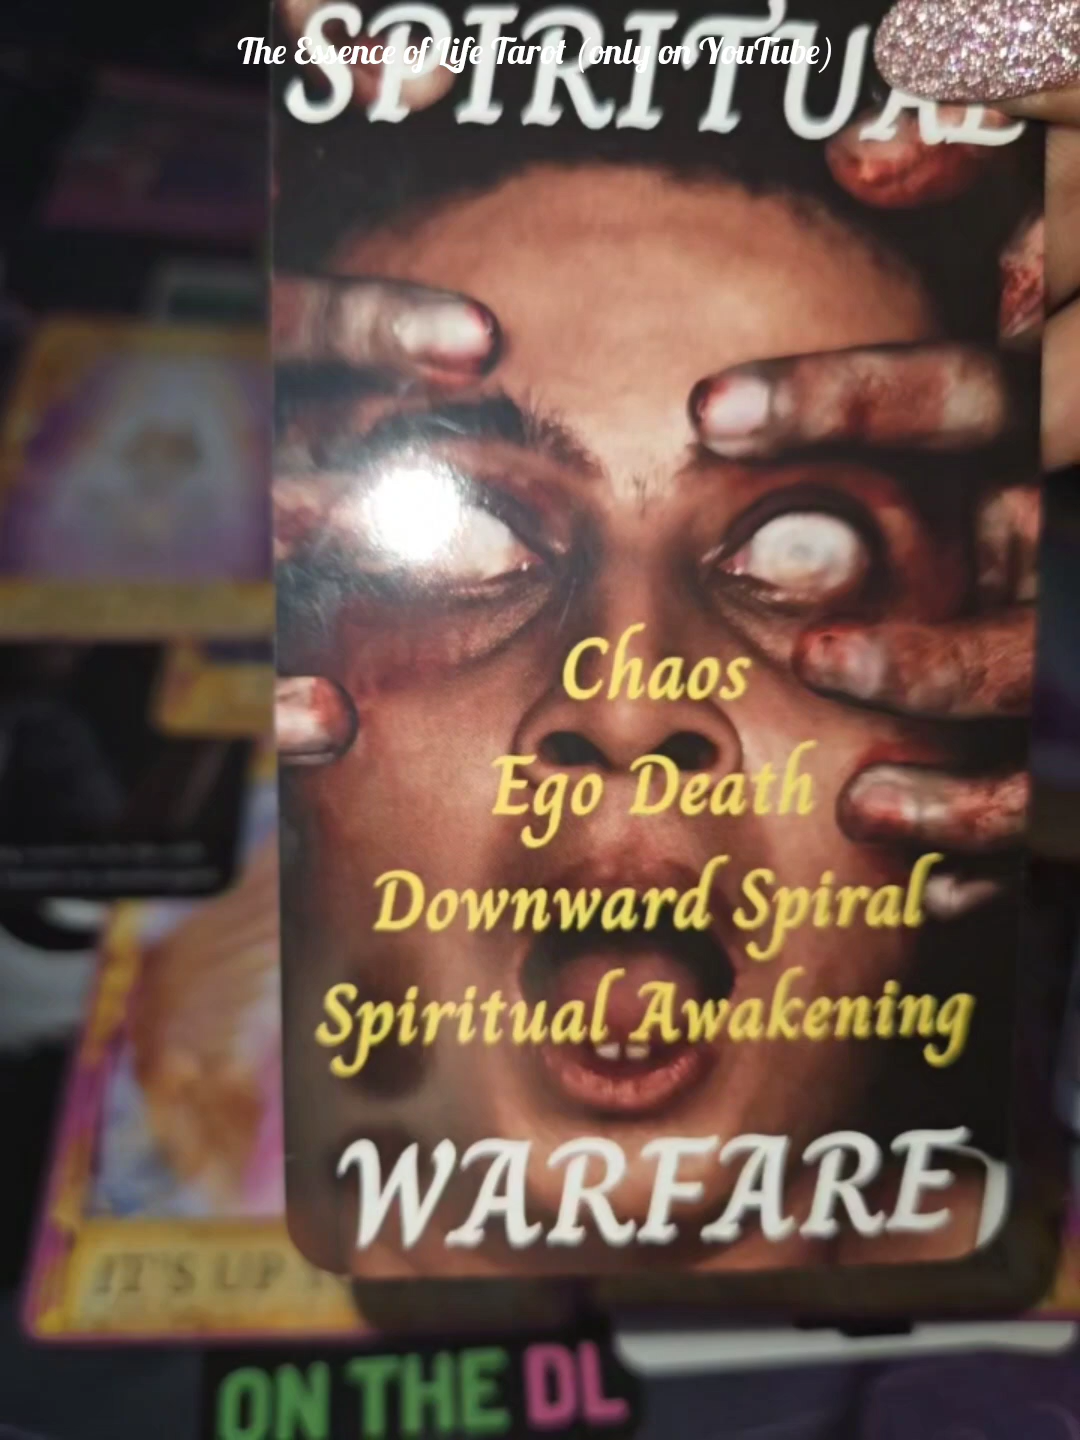 The Essence of Life Tarot (only on YouTube)
SPIRITUAL
Chaos
Ego Death
Downward Spiral
Spiritual Awakening
WARFARE
IT'S UP
ON THE DL